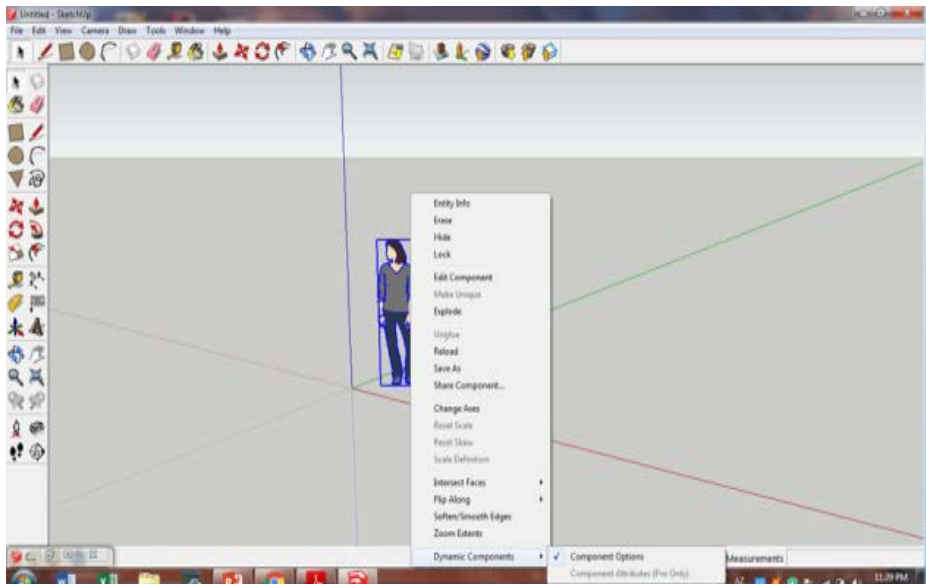 Untitled - SketchUp
File Edit View Camera Draw Tools Window Help
Entity Info
Erase
Hide
Lock
Edit Component
Make Unique
Explode
Unglue
Reload
Save As
Share Component...
Change Axes
Reset Scale
Reset Skew
Scale Definition
Intersect Faces
Flip Along
Soften/Smooth Edges
Zoom Extents
Dynamic Components
Component Options
Component Attributes (Pro Only)
Measurements
11:29 PM